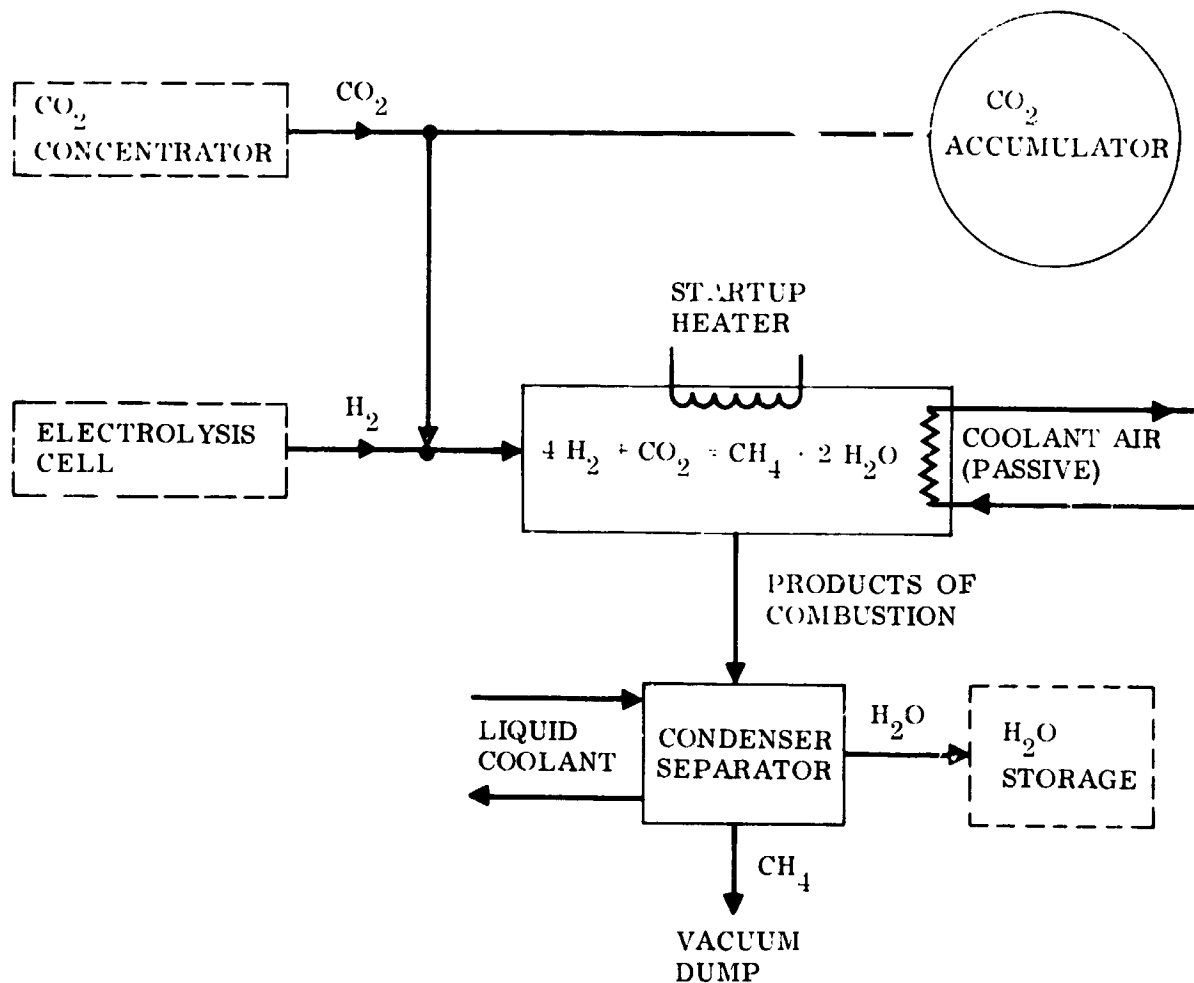 CO₂
CO₂
CONCENTRATOR
CO₂
ACCUMULATOR
STARTUP
HEATER
H₂
ELECTROLYSIS
CELL
4 H₂ + CO₂ = CH₄ + 2 H₂O
COOLANT AIR
(PASSIVE)
PRODUCTS OF
COMBUSTION
LIQUID
COOLANT
CONDENSER
SEPARATOR
H₂O
H₂O
STORAGE
CH₄
VACUUM
DUMP